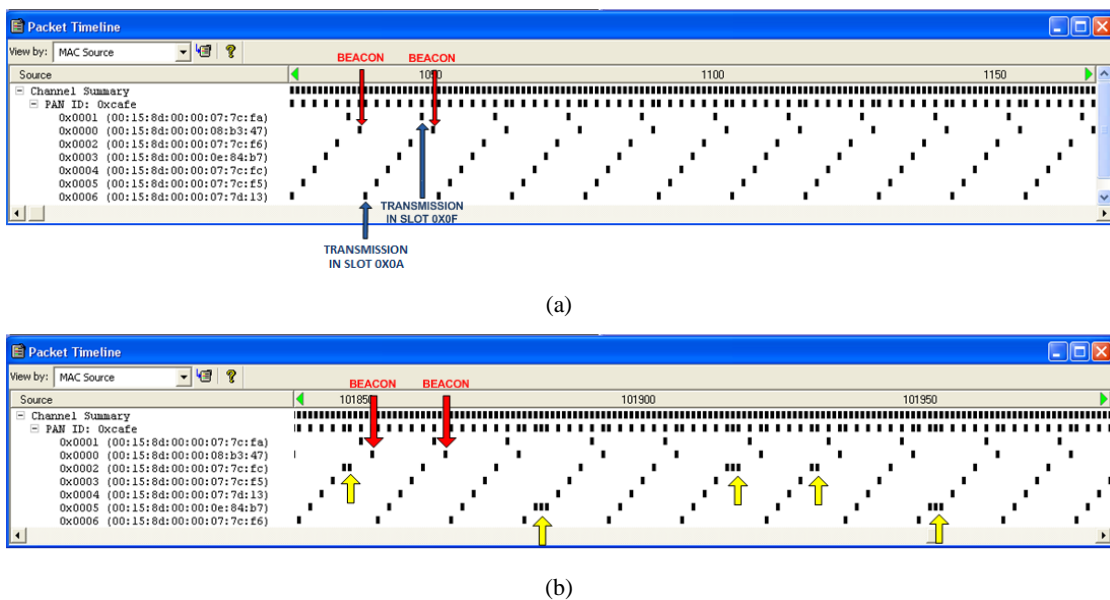 Packet Timeline
View by: MAC Source
BEACON BEACON
Source 1050 1100 1150
Channel Summary
PAN ID: 0xcafe
0x0001 (00:15:8d:00:00:07:7c:fa)
0x0000 (00:15:8d:00:00:08:b3:47)
0x0002 (00:15:8d:00:00:07:7c:f6)
0x0003 (00:15:8d:00:00:0e:84:b7)
0x0004 (00:15:8d:00:00:07:7c:fc)
0x0005 (00:15:8d:00:00:07:7c:f5)
0x0006 (00:15:8d:00:00:07:7d:13)
TRANSMISSION
IN SLOT 0X0F
TRANSMISSION
IN SLOT 0X0A
(a)
Packet Timeline
View by: MAC Source
BEACON BEACON
Source 101850 101900 101950
Channel Summary
PAN ID: 0xcafe
0x0001 (00:15:8d:00:00:07:7c:fa)
0x0000 (00:15:8d:00:00:08:b3:47)
0x0002 (00:15:8d:00:00:07:7c:fc)
0x0003 (00:15:8d:00:00:07:7c:f5)
0x0004 (00:15:8d:00:00:07:7d:13)
0x0005 (00:15:8d:00:00:0e:84:b7)
0x0006 (00:15:8d:00:00:07:7c:f6)
(b)